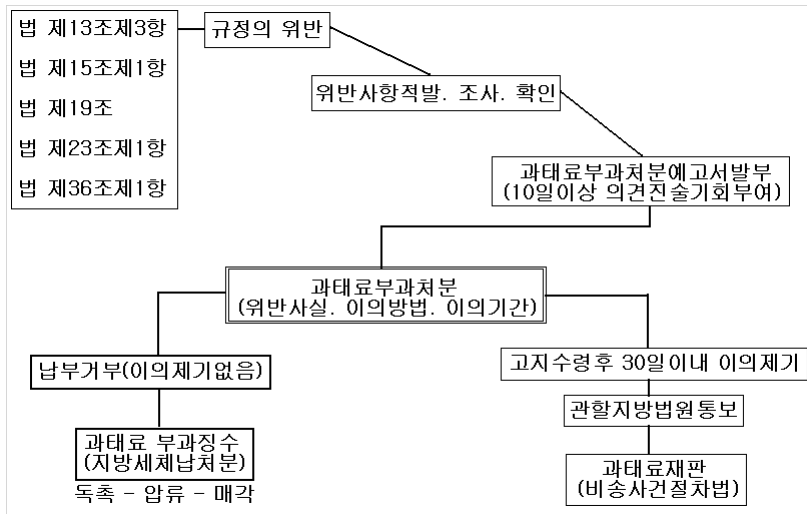 법 제13조제3항
법 제15조제1항
법 제19조
법 제23조제1항
법 제36조제1항
규정의 위반
위반사항적발. 조사. 확인
과태료부과처분예고서발부
(10일이상 의견진술기회부여)
과태료부과처분
(위반사실. 이의방법. 이의기간)
납부거부(이의제기없음)
과태료 부과징수
(지방세체납처분)
독촉 - 압류 - 매각
고지수령후 30일이내 이의제기
관할지방법원통보
과태료재판
(비송사건절차법)